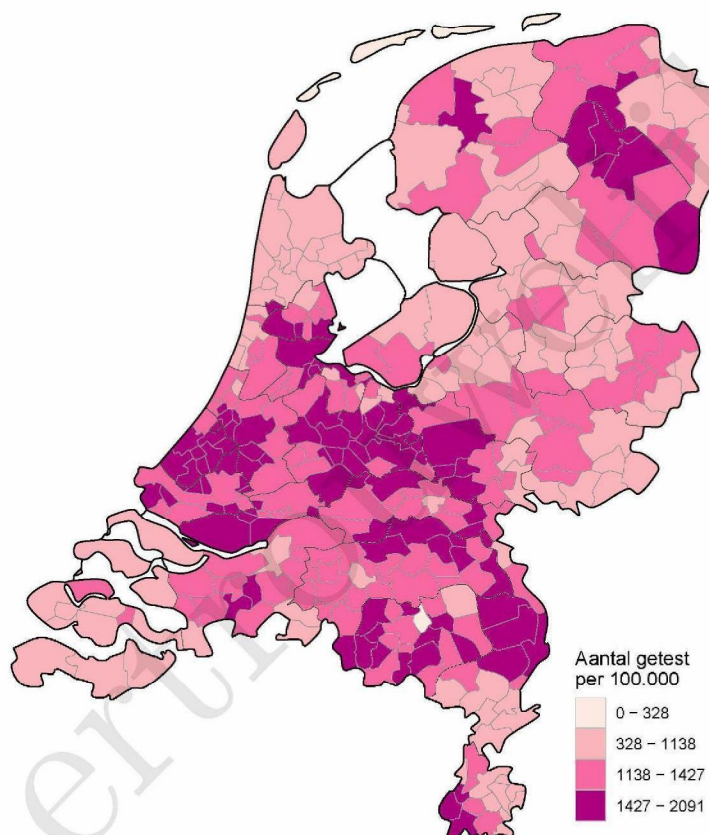 Aantal getest
per 100.000
0 – 328
328 – 1138
1138 – 1427
1427 – 2091